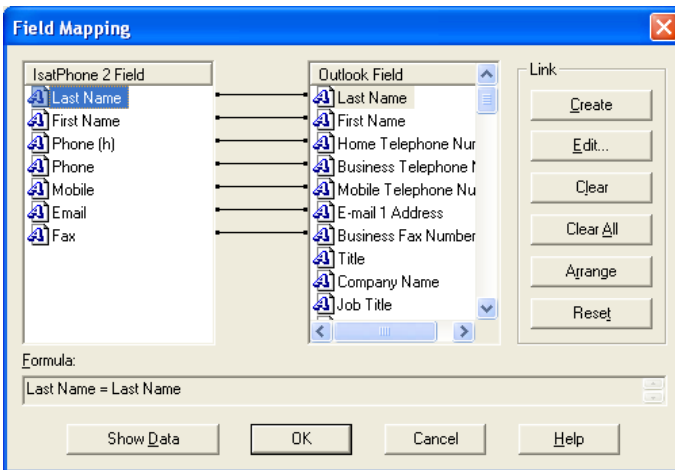 Field Mapping
IsatPhone 2 Field
Last Name
First Name
Phone (h)
Phone
Mobile
Email
Fax
Outlook Field
Last Name
First Name
Home Telephone Nur
Business Telephone
Mobile Telephone Nu
E-mail 1 Address
Business Fax Number
Title
Company Name
Job Title
Link
Create
Edit...
Clear
Clear All
Arrange
Reset
Formula:
Last Name = Last Name
Show Data
OK
Cancel
Help